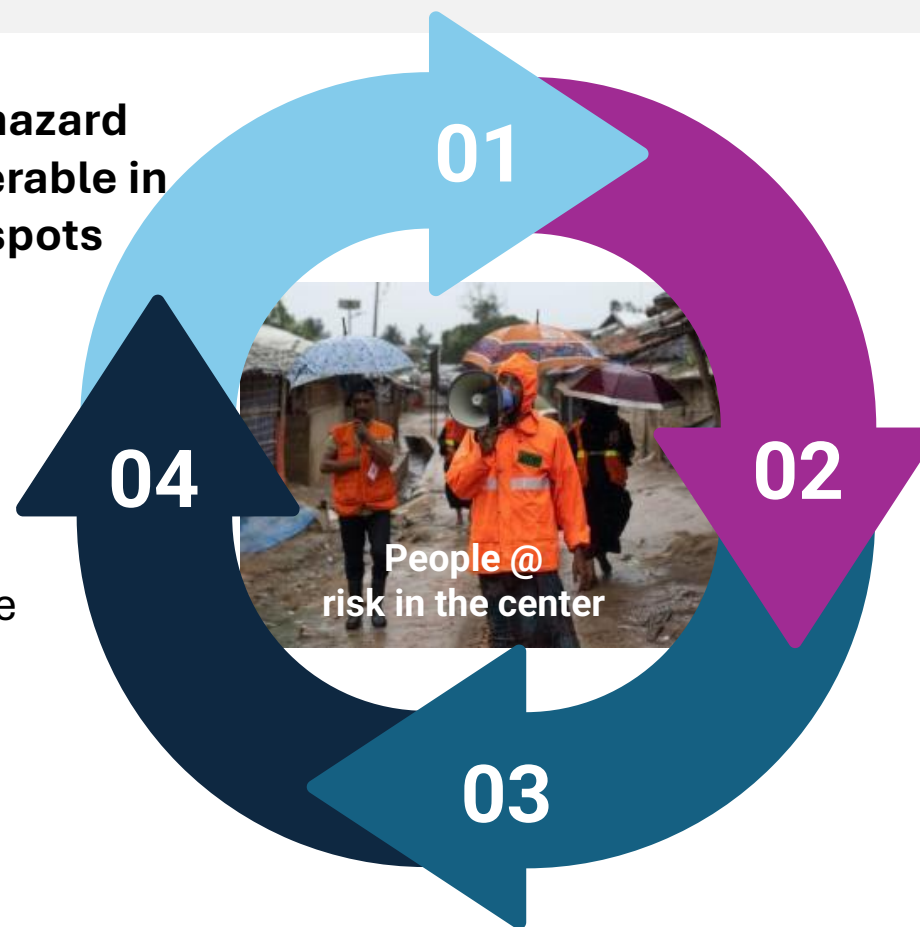 hazard
erable in
spots
01
02
03
04
People @
risk in the center
e